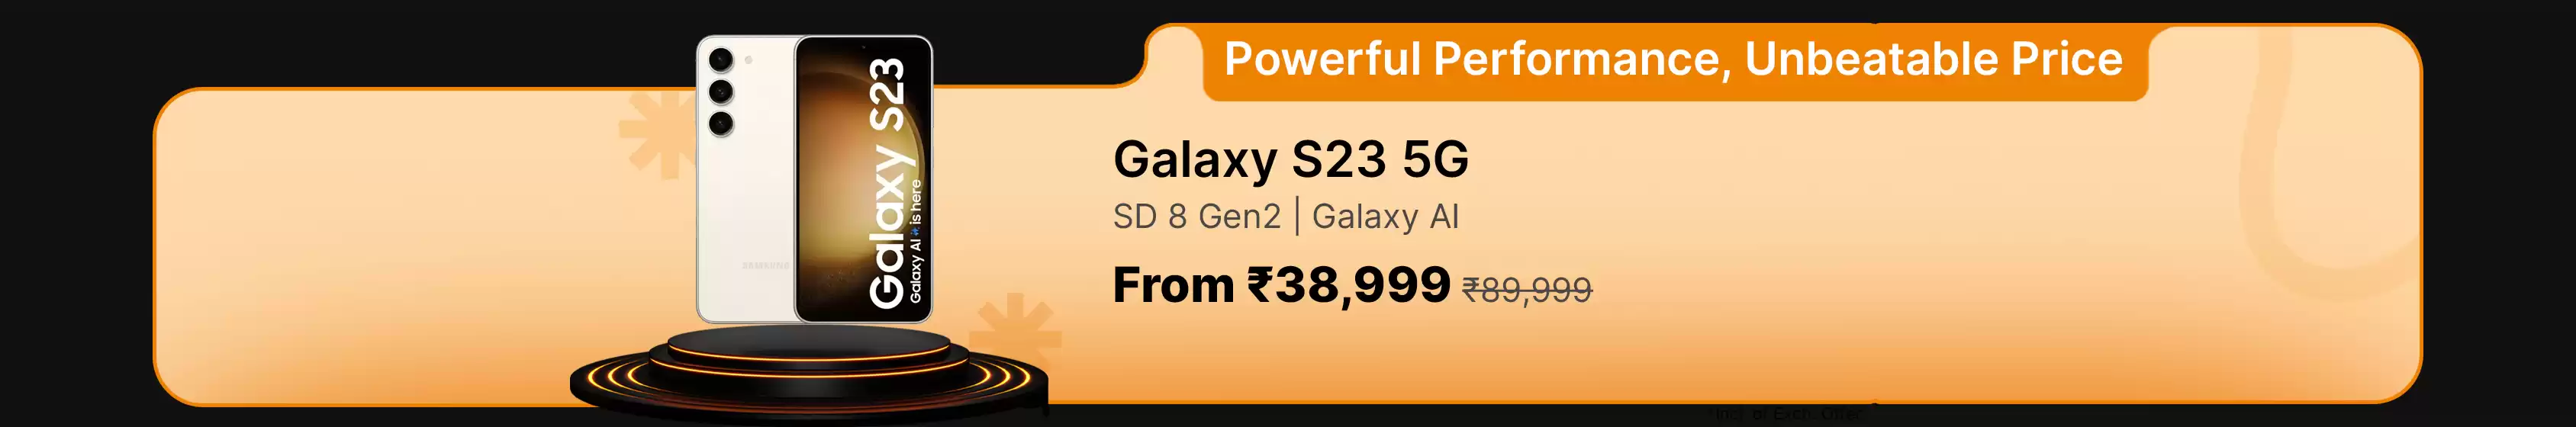 Powerful Performance, Unbeatable Price
Galaxy S23
Galaxy AI is here
SAMSUNG
Galaxy S23 5G
SD 8 Gen2 | Galaxy AI
From ₹38,999 ₹89,999
*Incl. of Exch. Offer